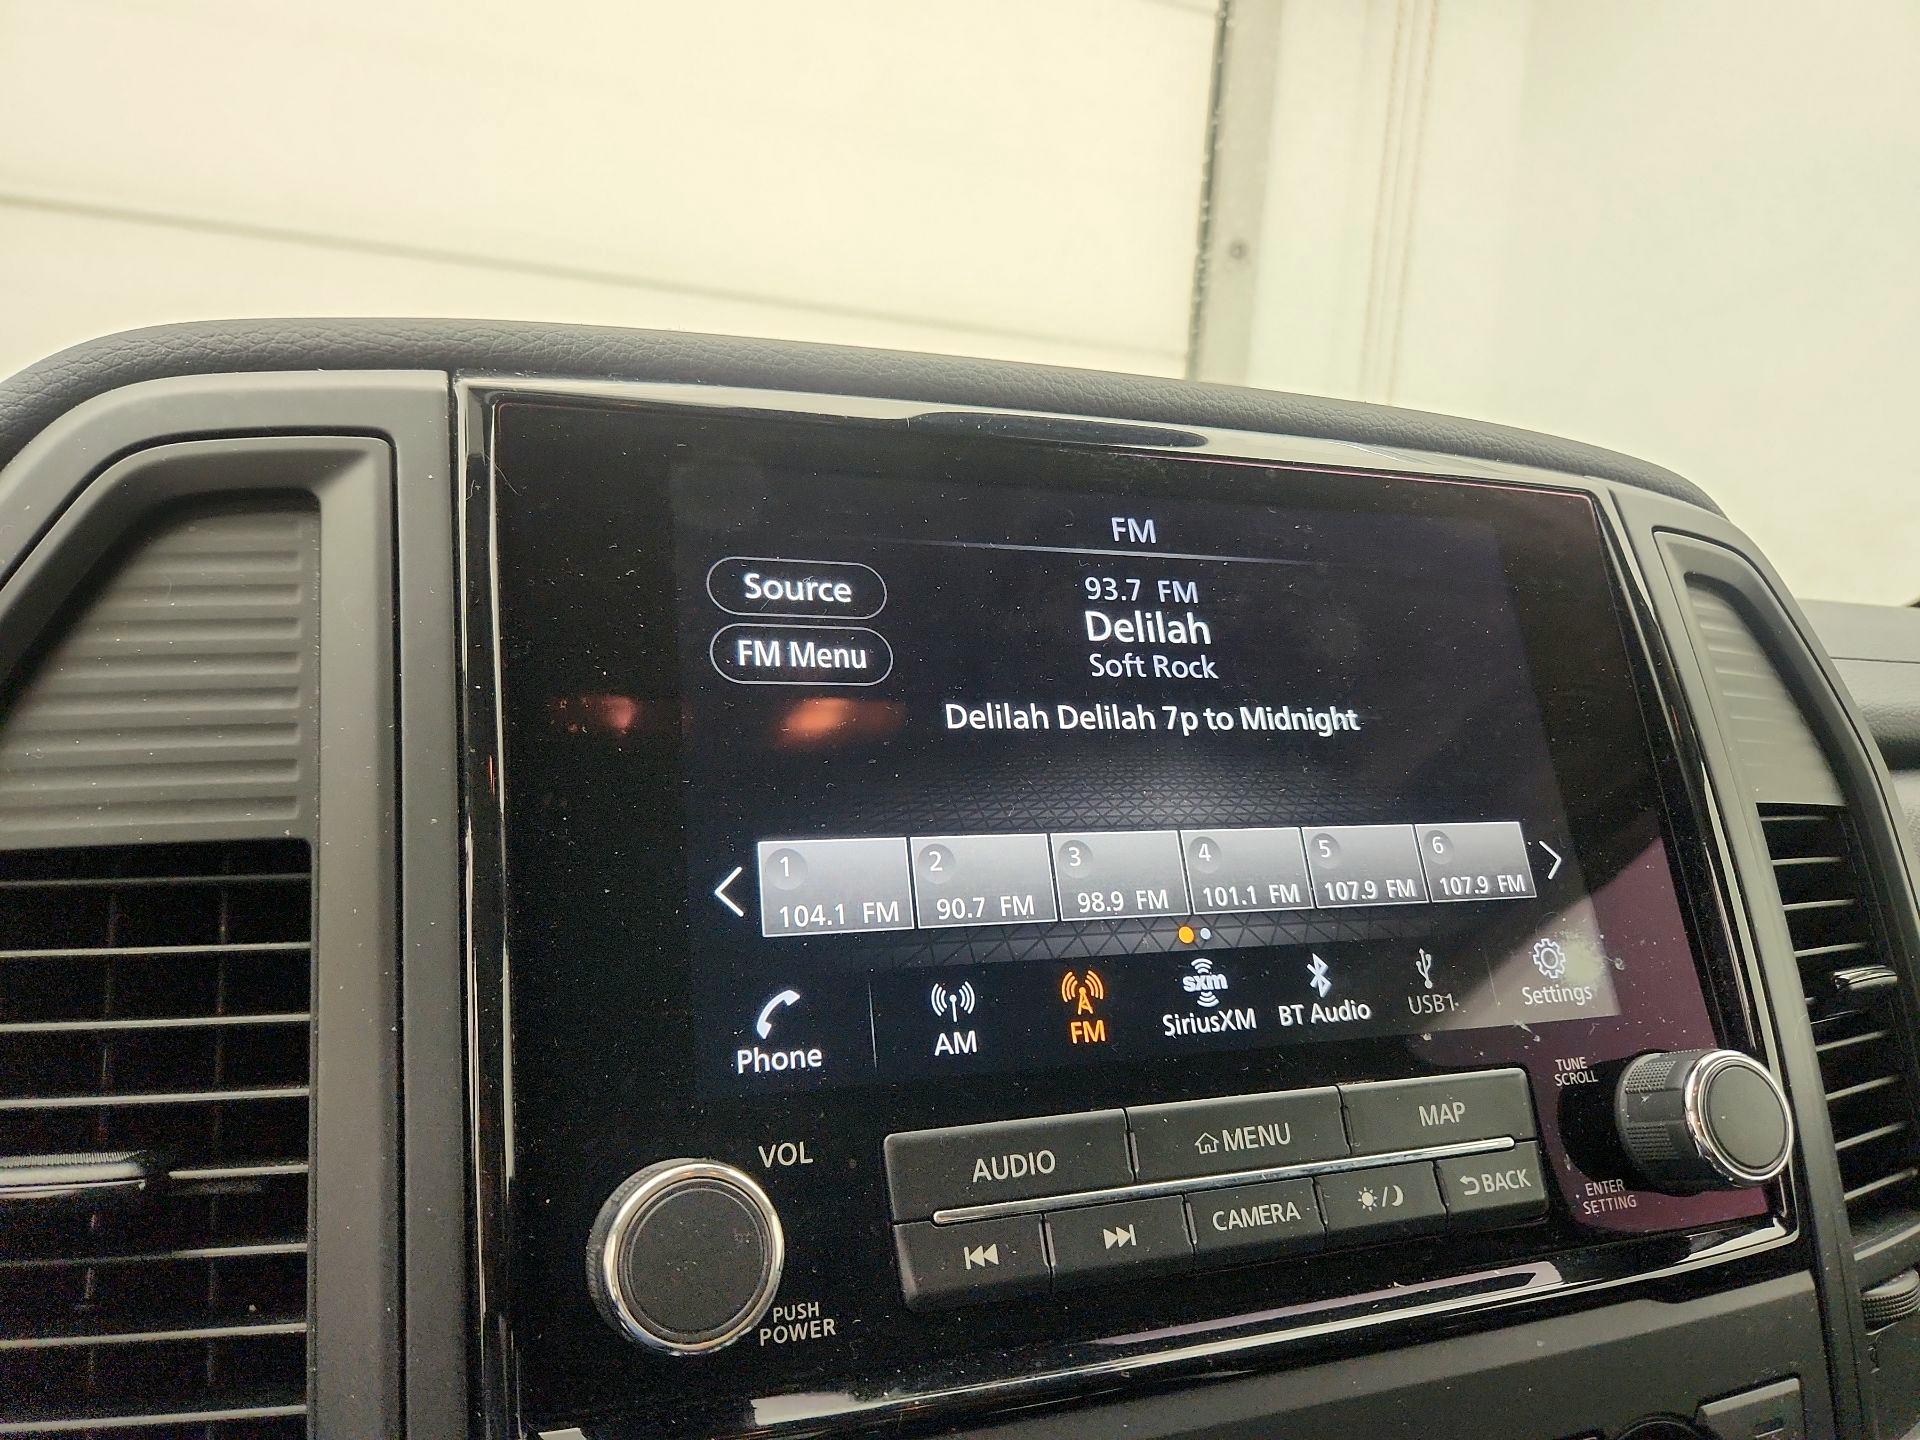 FM
Source
FM Menu
93.7 FM
Delilah
Soft Rock
Delilah Delilah 7p to Midnight
1
104.1 FM
2
90.7 FM
3
98.9 FM
4
101.1 FM
5
107.9 FM
6
107.9 FM
Phone
AM
FM
sxm
SiriusXM
BT Audio
USB1
Settings
VOL
PUSH
POWER
AUDIO
MENU
MAP
CAMERA
BACK
TUNE
SCROLL
ENTER
SETTING